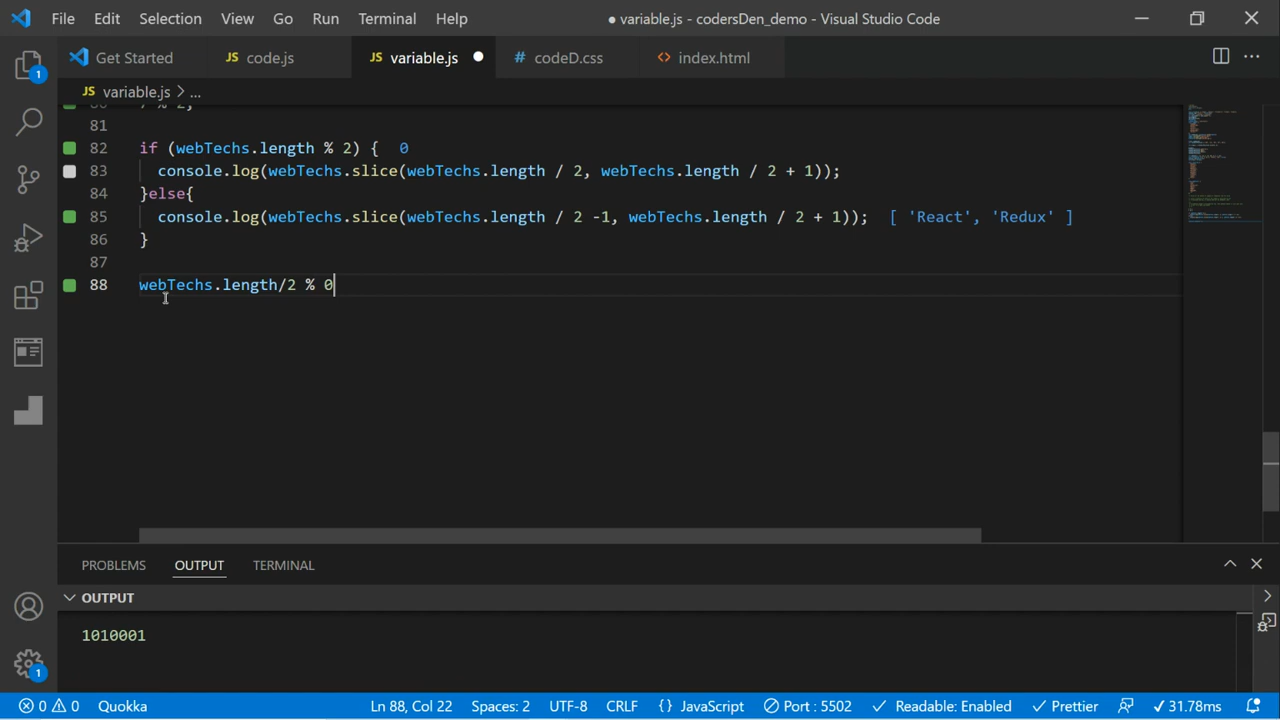 File Edit Selection View Go Run Terminal Help ● variable.js - codersDen_demo - Visual Studio Code
Get Started JS code.js JS variable.js # codeD.css <> index.html
JS variable.js > ...
81
82 if (webTechs.length % 2) { 0
83 console.log(webTechs.slice(webTechs.length / 2, webTechs.length / 2 + 1));
84 }else{
85 console.log(webTechs.slice(webTechs.length / 2 -1, webTechs.length / 2 + 1)); [ 'React', 'Redux' ]
86 }
87
88 webTechs.length/2 % 0
PROBLEMS OUTPUT TERMINAL
OUTPUT
1010001
0 0 Quokka Ln 88, Col 22 Spaces: 2 UTF-8 CRLF {} JavaScript Port : 5502 Readable: Enabled Prettier 31.78ms
1
1